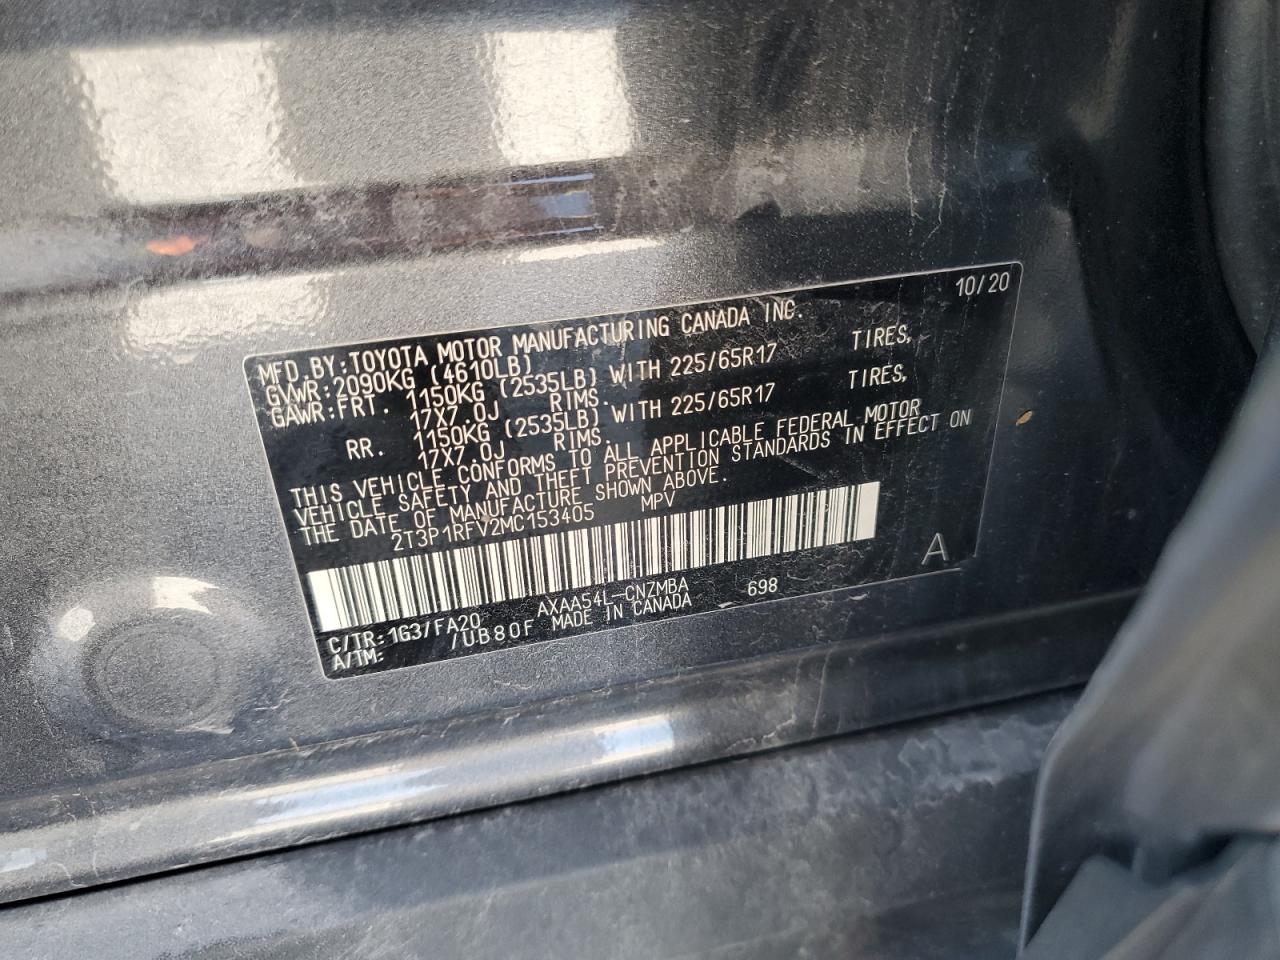 10/20
MFD.BY:TOYOTA MOTOR MANUFACTURING CANADA INC.
GVWR:2090KG (4610LB)
GAWR:FRT. 1150KG (2535LB) WITH 225/65R17 TIRES,
17X7.0J RIMS.
RR. 1150KG (2535LB) WITH 225/65R17 TIRES,
17X7.0J RIMS.
THIS VEHICLE CONFORMS TO ALL APPLICABLE FEDERAL MOTOR
VEHICLE SAFETY AND THEFT PREVENTION STANDARDS IN EFFECT ON
THE DATE OF MANUFACTURE SHOWN ABOVE.
2T3P1RFV2MC153405 MPV
A
C/TR:1G3/FA20 AXAA54L-CNZMBA 698
A/TM: /UB80F MADE IN CANADA